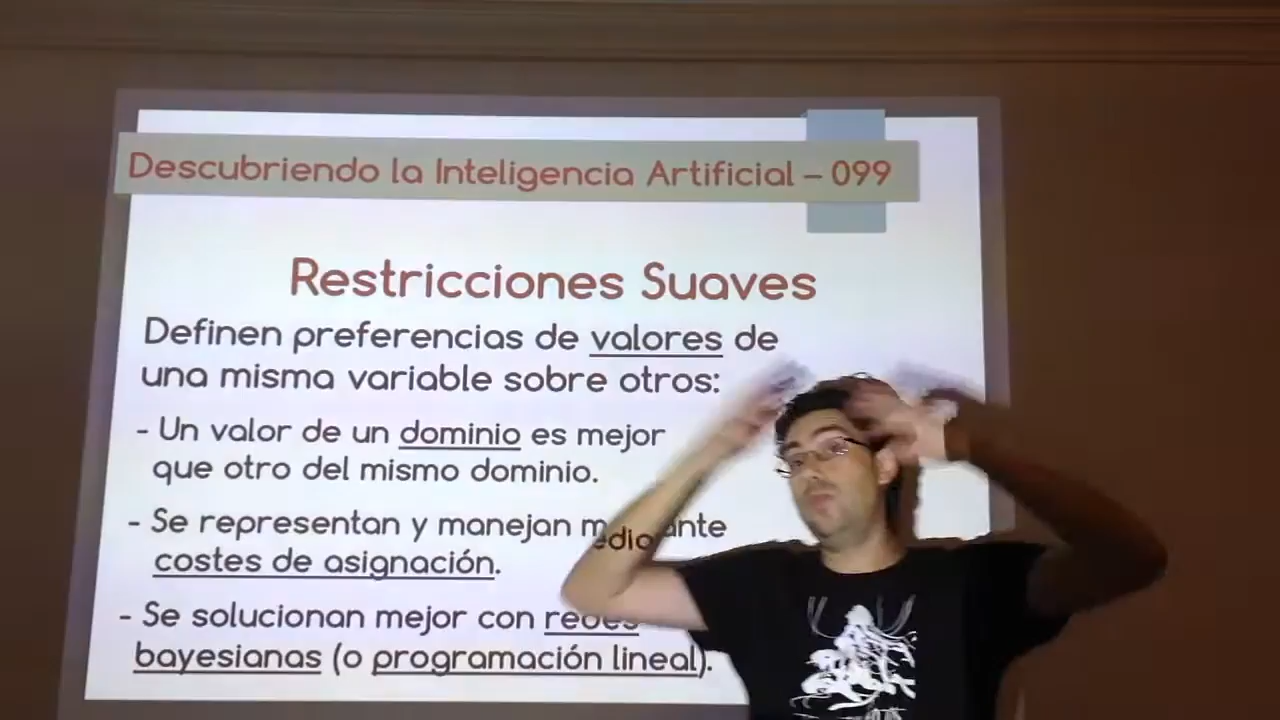 Descubriendo la Inteligencia Artificial – 099
Restricciones Suaves
Definen preferencias de valores de
una misma variable sobre otros:
- Un valor de un dominio es mejor
que otro del mismo dominio.
- Se representan y manejan mediante
costes de asignación.
- Se solucionan mejor con redes
bayesianas (o programación lineal).